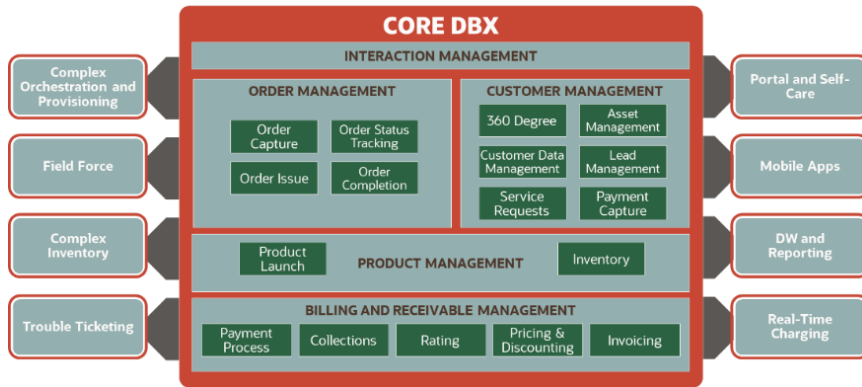 CORE DBX
INTERACTION MANAGEMENT
Complex
Orchestration and
Provisioning
Field Force
Complex
Inventory
Trouble Ticketing
ORDER MANAGEMENT
Order
Capture
Order Status
Tracking
Order Issue
Order
Completion
CUSTOMER MANAGEMENT
360 Degree
Asset
Management
Customer Data
Management
Lead
Management
Service
Requests
Payment
Capture
Product
Launch
PRODUCT MANAGEMENT
Inventory
BILLING AND RECEIVABLE MANAGEMENT
Payment
Process
Collections
Rating
Pricing &
Discounting
Invoicing
Portal and Self-
Care
Mobile Apps
DW and
Reporting
Real-Time
Charging